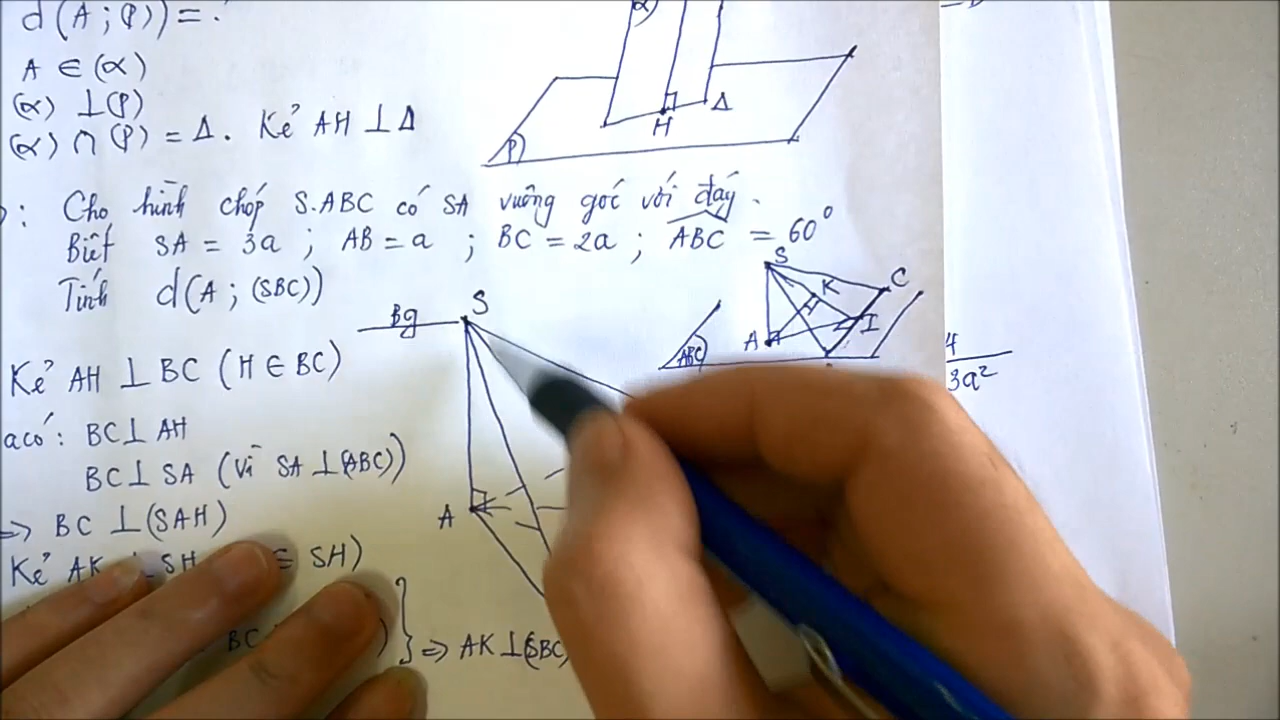 d(A;(P)) = ?
A ∈ (α)
(α) ⊥ (P)
(α) ∩ (P) = Δ. Kẻ AH ⊥ Δ
(α)
Δ
H
(P)
: Cho hình chóp S.ABC có SA vuông góc với đáy.
Biết SA = 3a ; AB = a ; BC = 2a ; ABC = 60°
Tính d(A; (SBC))
S
C
K
I
A
(ABC)
Bg
S
A
Kẻ AH ⊥ BC (H ∈ BC)
a có: BC ⊥ AH
BC ⊥ SA (Vì SA ⊥ (ABC))
=> BC ⊥ (SAH)
Kẻ AK ⊥ SH ∈ SH)
BC } => AK ⊥ (SBC)
4
3a²